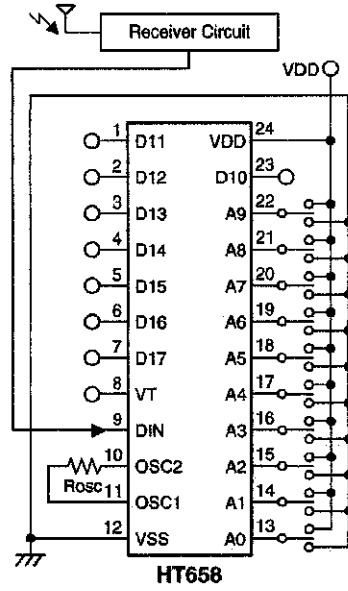 Receiver Circuit
VDD
1 D11 VDD 24
2 D12 D10 23
3 D13 A9 22
4 D14 A8 21
5 D15 A7 20
6 D16 A6 19
7 D17 A5 18
8 VT A4 17
9 DIN A3 16
10 OSC2 A2 15
Rosc
11 OSC1 A1 14
12 VSS A0 13
HT658